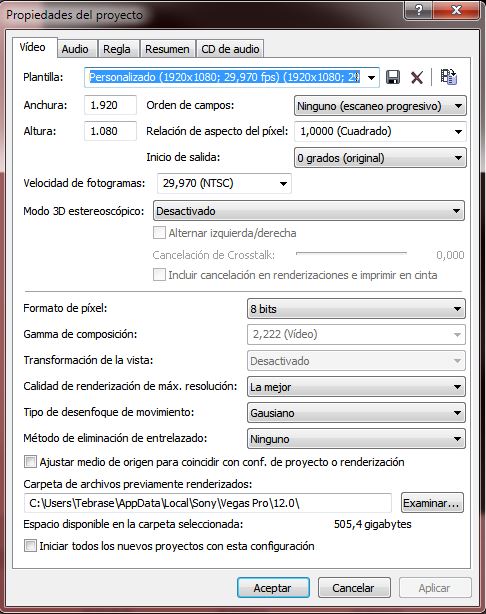 Propiedades del proyecto
Vídeo Audio Regla Resumen CD de audio
Plantilla: Personalizado (1920x1080; 29,970 fps) (1920x1080; 29
Anchura: 1.920 Orden de campos: Ninguno (escaneo progresivo)
Altura: 1.080 Relación de aspecto del píxel: 1,0000 (Cuadrado)
Inicio de salida: 0 grados (original)
Velocidad de fotogramas: 29,970 (NTSC)
Modo 3D estereoscópico: Desactivado
Alternar izquierda/derecha
Cancelación de Crosstalk: 0,000
Incluir cancelación en renderizaciones e imprimir en cinta
Formato de píxel: 8 bits
Gama de composición: 2,222 (Vídeo)
Transformación de la vista: Desactivado
Calidad de renderización de máx. resolución: La mejor
Tipo de desenfoque de movimiento: Gausiano
Método de eliminación de entrelazado: Ninguno
Ajustar medio de origen para coincidir con conf. de proyecto o renderización
Carpeta de archivos previamente renderizados:
C:\Users\Tebrase\AppData\Local\Sony\Vegas Pro\12.0\ Examinar...
Espacio disponible en la carpeta seleccionada: 505,4 gigabytes
Iniciar todos los nuevos proyectos con esta configuración
Aceptar Cancelar Aplicar